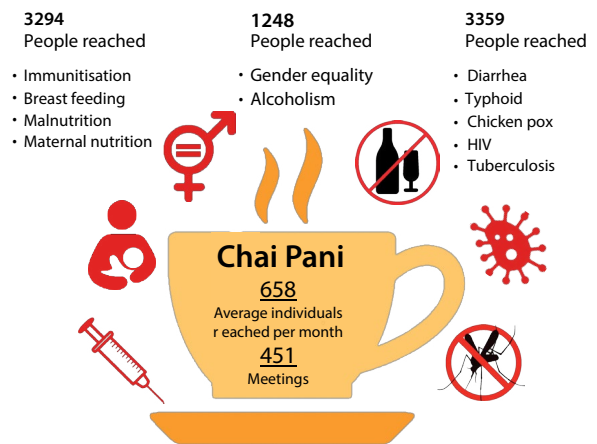 3294
People reached
• Immunitisation
• Breast feeding
• Malnutrition
• Maternal nutrition
1248
People reached
• Gender equality
• Alcoholism
3359
People reached
• Diarrhea
• Typhoid
• Chicken pox
• HIV
• Tuberculosis
Chai Pani
658
Average individuals
r eached per month
451
Meetings